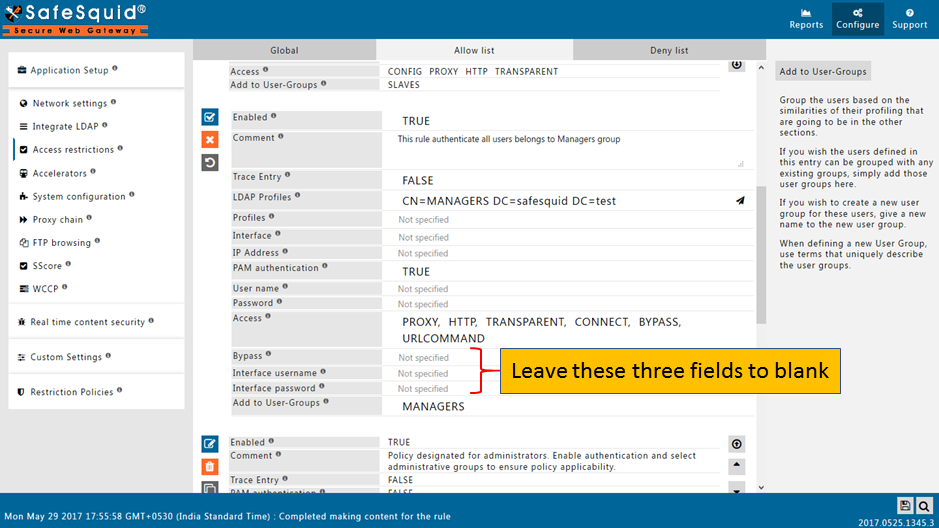 SafeSquid®
Secure Web Gateway
Reports
Configure
Support
Application Setup
Network settings
Integrate LDAP
Access restrictions
Accelerators
System configuration
Proxy chain
FTP browsing
SScore
WCCP
Real time content security
Custom Settings
Restriction Policies
Global
Allow list
Deny list
Access CONFIG PROXY HTTP TRANSPARENT
Add to User-Groups SLAVES
Enabled TRUE
Comment This rule authenticate all users belongs to Managers group
Trace Entry FALSE
LDAP Profiles CN=MANAGERS DC=safesquid DC=test
Profiles Not specified
Interface Not specified
IP Address Not specified
PAM authentication TRUE
User name Not specified
Password Not specified
Access PROXY, HTTP, TRANSPARENT, CONNECT, BYPASS,
URLCOMMAND
Bypass Not specified
Interface username Not specified
Interface password Not specified
Leave these three fields to blank
Add to User-Groups MANAGERS
Enabled TRUE
Comment Policy designated for administrators. Enable authentication and select
administrative groups to ensure policy applicability.
Trace Entry FALSE
PAM authentication FALSE
Add to User-Groups
Group the users based on the
similarities of their profiling that
are going to be in the other
sections.
If you wish the users defined in
this entry can be grouped with any
existing groups, simply add those
user groups here.
If you wish to create a new user
group for these users, give a new
name to the new user group.
When defining a new User Group,
use terms that uniquely describe
the user groups.
Mon May 29 2017 17:55:58 GMT+0530 (India Standard Time) : Completed making content for the rule
2017.0525.1345.3